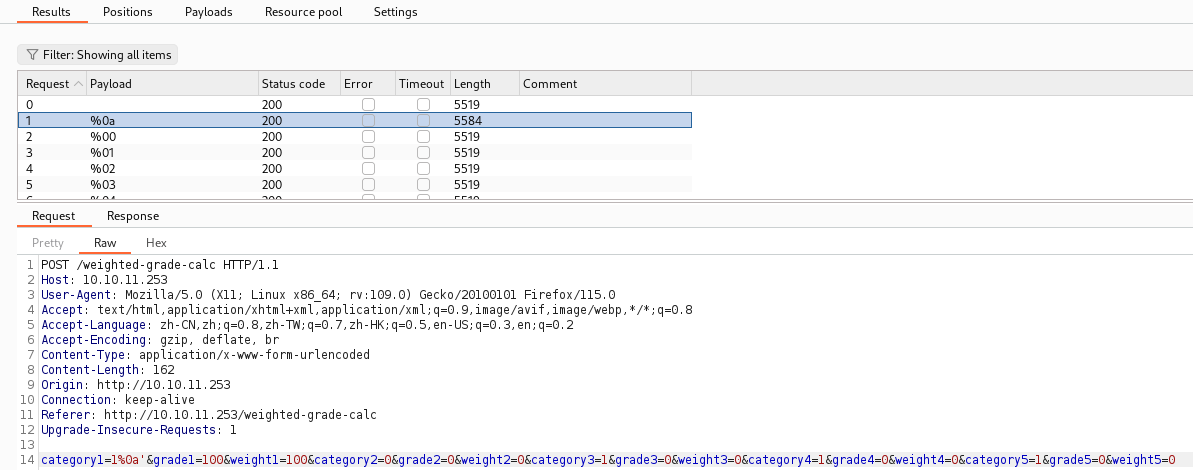 Results Positions Payloads Resource pool Settings
Filter: Showing all items
Request Payload Status code Error Timeout Length Comment
0 200 5519
1 %0a 200 5584
2 %00 200 5519
3 %01 200 5519
4 %02 200 5519
5 %03 200 5519
6 %04 200 5519
Request Response
Pretty Raw Hex
1 POST /weighted-grade-calc HTTP/1.1
2 Host: 10.10.11.253
3 User-Agent: Mozilla/5.0 (X11; Linux x86_64; rv:109.0) Gecko/20100101 Firefox/115.0
4 Accept: text/html,application/xhtml+xml,application/xml;q=0.9,image/avif,image/webp,*/*;q=0.8
5 Accept-Language: zh-CN,zh;q=0.8,zh-TW;q=0.7,zh-HK;q=0.5,en-US;q=0.3,en;q=0.2
6 Accept-Encoding: gzip, deflate, br
7 Content-Type: application/x-www-form-urlencoded
8 Content-Length: 162
9 Origin: http://10.10.11.253
10 Connection: keep-alive
11 Referer: http://10.10.11.253/weighted-grade-calc
12 Upgrade-Insecure-Requests: 1
13
14 category1=1%0a'&grade1=100&weight1=100&category2=0&grade2=0&weight2=0&category3=1&grade3=0&weight3=0&category4=1&grade4=0&weight4=0&category5=1&grade5=0&weight5=0